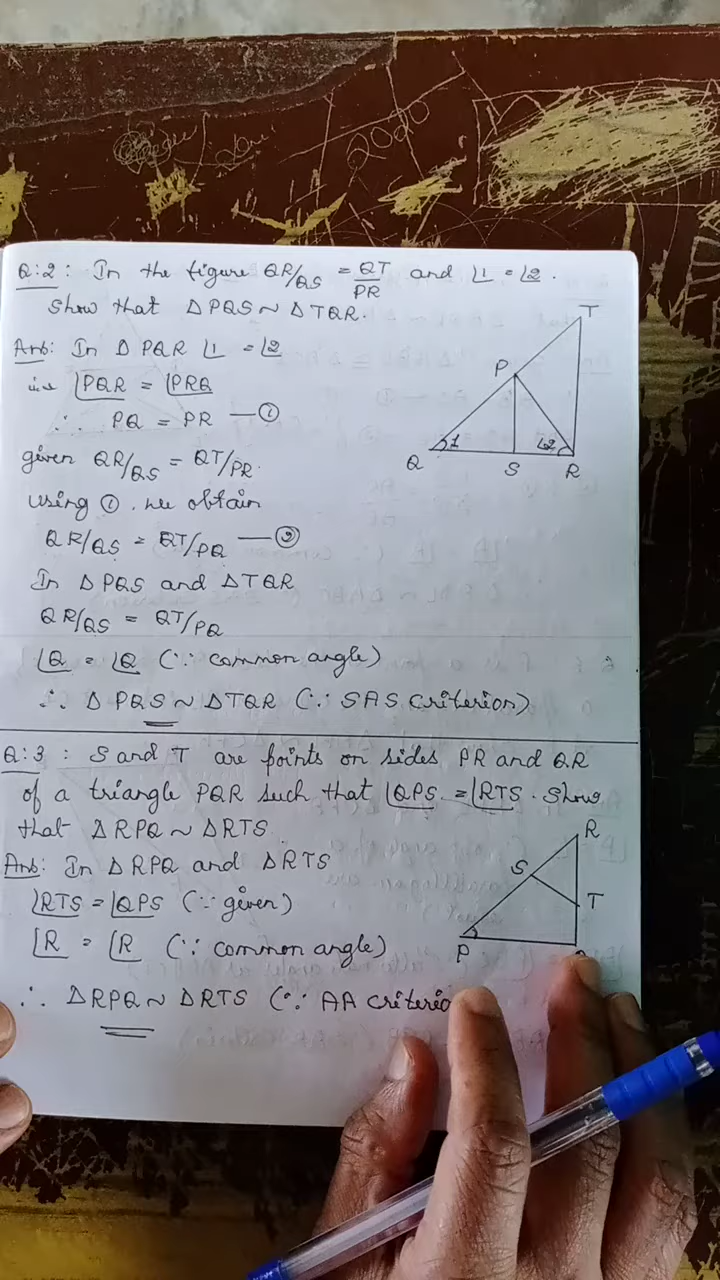 2020
Q:2: In the figure QR/QS = QT/PR and ∠1 = ∠2.
Show that ΔPQS ~ ΔTQR.
Ans: In Δ PQR ∠1 = ∠2
∠PQR = ∠PRQ
∴ PQ = PR —①
given QR/QS = QT/PR.
using ①, we obtain
QR/QS = QT/PQ —②
In ΔPQS and ΔTQR
QR/QS = QT/PQ
∠Q = ∠Q (∵ common angle)
∴ Δ PQS ~ ΔTQR (∵ SAS criterion)
T
P
Q
1
∠2
S
R
Q:3 : S and T are points on sides PR and QR
of a triangle PQR such that ∠QPS = ∠RTS. Show
that ΔRPQ ~ ΔRTS
Ans: In ΔRPQ and ΔRTS
∠RTS = ∠QPS (∵ given)
∠R = ∠R (∵ common angle)
∴ ΔRPQ ~ ΔRTS (∵ AA criterio
R
S
T
P